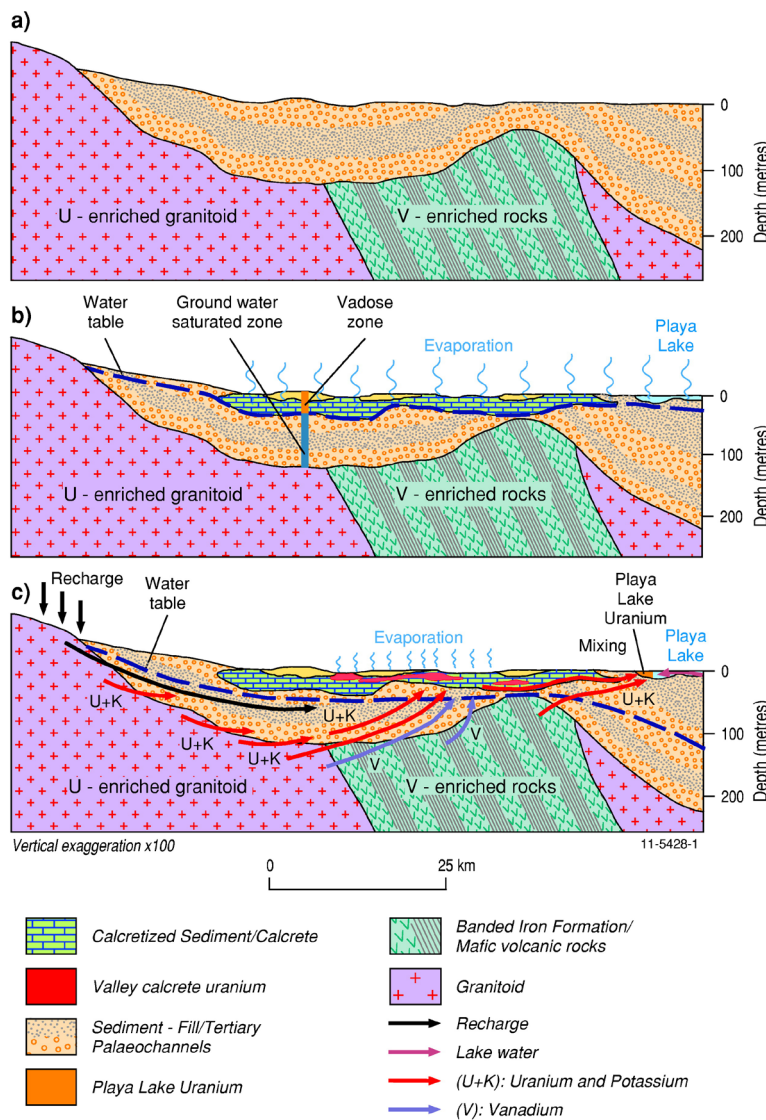 a)
0
100
200
Depth (metres)
U - enriched granitoid
V - enriched rocks
b)
Water
table
Ground water
saturated zone
Vadose
zone
Evaporation
Playa
Lake
0
100
200
Depth (metres)
U - enriched granitoid
V - enriched rocks
c)
Recharge
Water
table
Evaporation
Mixing
Playa
Lake
Uranium
Playa
Lake
0
100
200
Depth (metres)
U+K
U+K
U+K
U+K
U+K
V
V
U - enriched granitoid
V - enriched rocks
Vertical exaggeration x100
11-5428-1
0
25 km
Calcretized Sediment/Calcrete
Valley calcrete uranium
Sediment - Fill/Tertiary
Palaeochannels
Playa Lake Uranium
Banded Iron Formation/
Mafic volcanic rocks
Granitoid
Recharge
Lake water
(U+K): Uranium and Potassium
(V): Vanadium